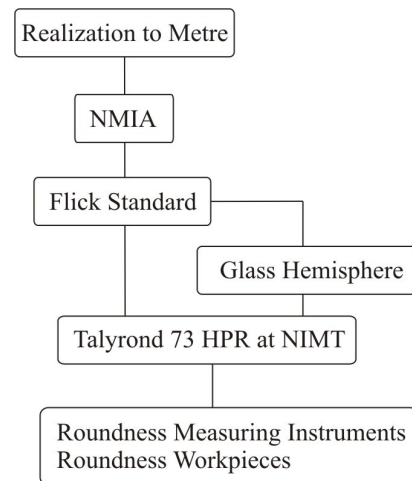 Realization to Metre
NMIA
Flick Standard
Glass Hemisphere
Talyrond 73 HPR at NIMT
Roundness Measuring Instruments
Roundness Workpieces